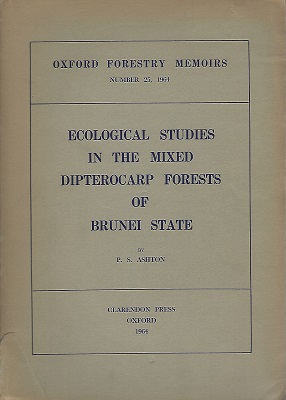 OXFORD FORESTRY MEMOIRS
NUMBER 25, 1964
ECOLOGICAL STUDIES
IN THE MIXED
DIPTEROCARP FORESTS
OF
BRUNEI STATE
BY
P. S. ASHTON
CLARENDON PRESS
OXFORD
1964